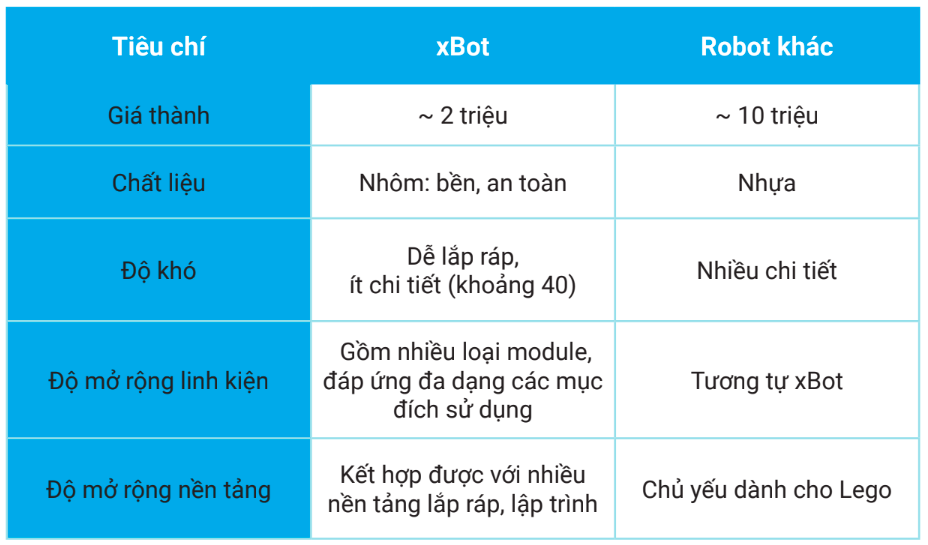 Tiêu chí
xBot
Robot khác
Giá thành
~ 2 triệu
~ 10 triệu
Chất liệu
Nhôm: bền, an toàn
Nhựa
Độ khó
Dễ lắp ráp,
ít chi tiết (khoảng 40)
Nhiều chi tiết
Độ mở rộng linh kiện
Gồm nhiều loại module,
đáp ứng đa dạng các mục
đích sử dụng
Tương tự xBot
Độ mở rộng nền tảng
Kết hợp được với nhiều
nền tảng lắp ráp, lập trình
Chủ yếu dành cho Lego